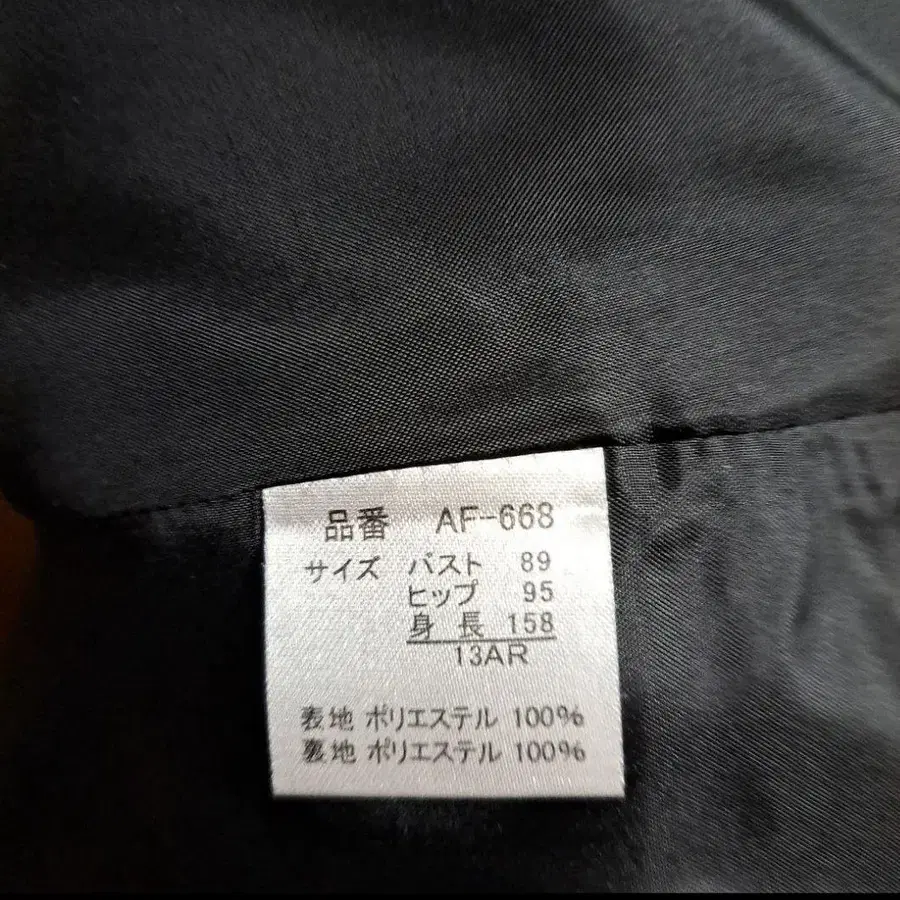 品番 AF-668
サイズ バスト 89
ヒップ 95
身長 158
13AR
表地 ポリエステル 100%
裏地 ポリエステル 100%